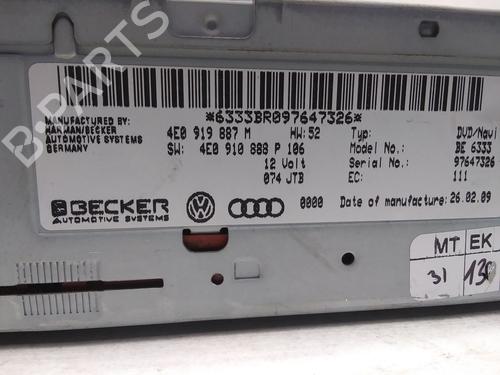 *6333BR097647326*
Manufactured by:
HARMAN/BECKER
AUTOMOTIVE SYSTEMS
GERMANY
4E0 919 887 M HW:52
SW: 4E0 910 888 P 106
12 Volt
074 JTB
Typ: DVD/Navi
Model No.: BE 6333
Serial No.: 97647326
EC: 111
BECKER
AUTOMOTIVE SYSTEMS
0000 Date of manufacture: 26.02.09
MT EK
31 130
B-PARTS